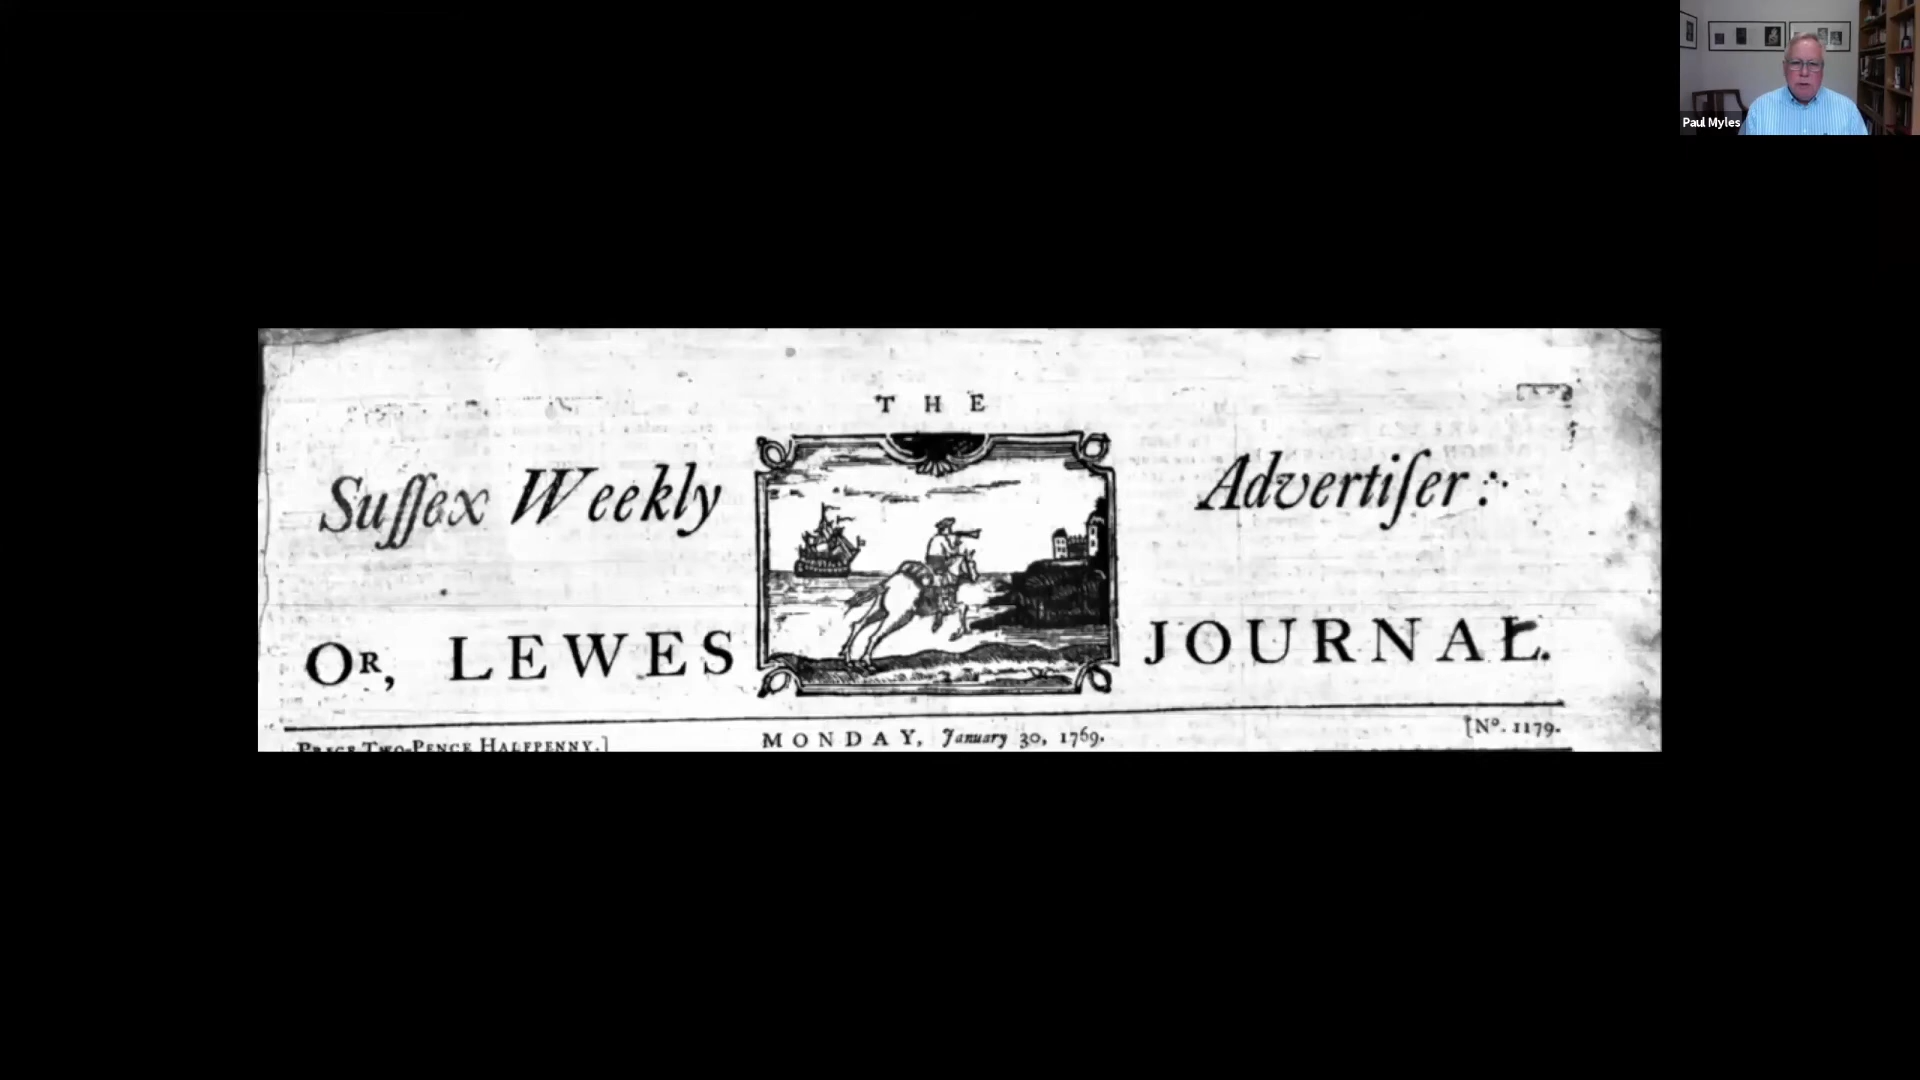 Paul Myles
THE
Suſſex Weekly Advertiſer:
OR, LEWES JOURNAL.
PRICE TWO-PENCE HALFPENNY.] MONDAY, January 30, 1769. [No. 1179.